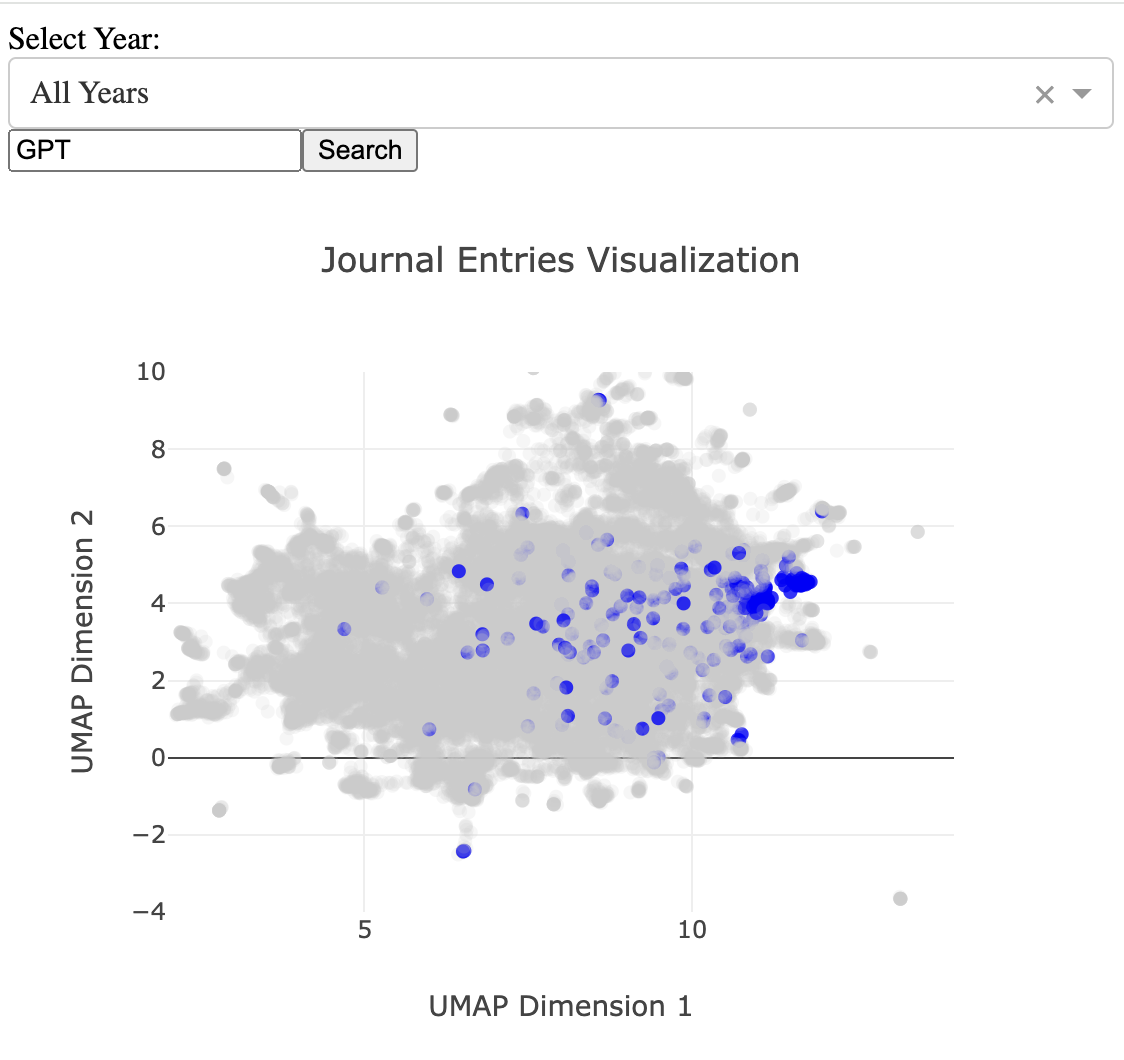 Select Year:
All Years
GPT Search
Journal Entries Visualization
10
8
6
4
2
0
−2
−4
UMAP Dimension 2
5 10
UMAP Dimension 1